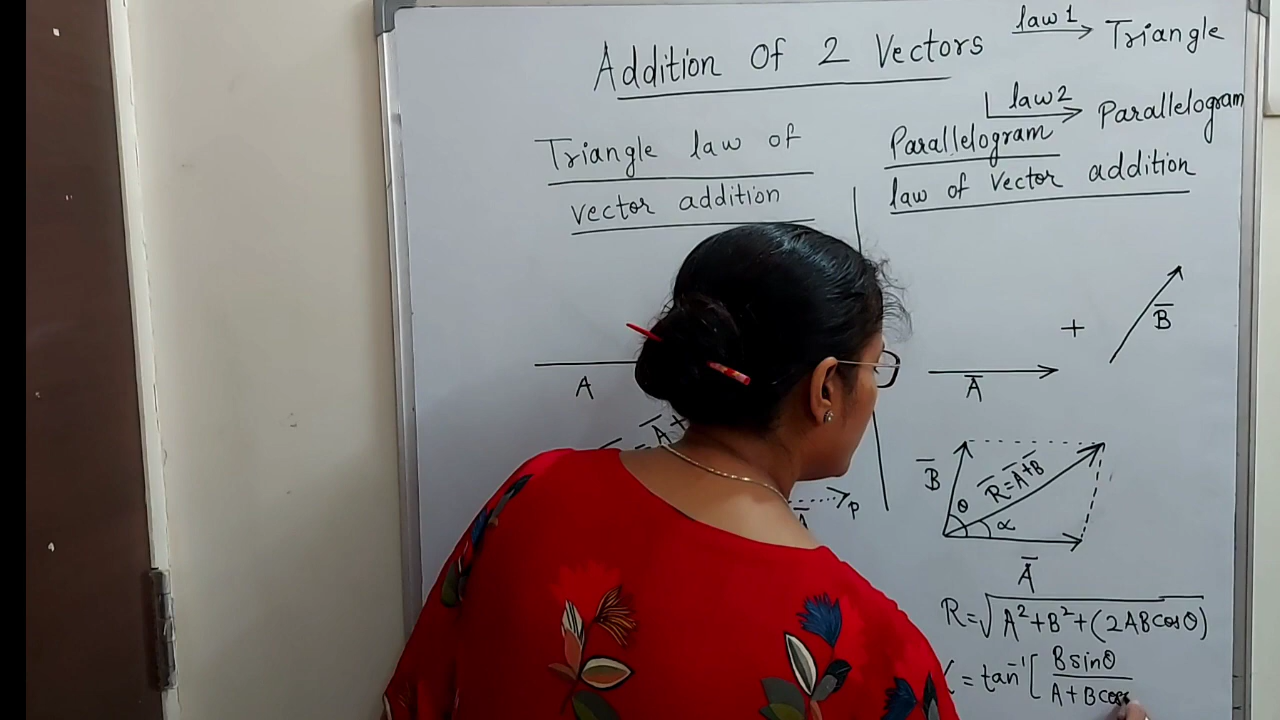 Addition Of 2 Vectors
law 1 Triangle
law 2 Parallelogram
Triangle law of
vector addition
Parallelogram
law of vector addition
A
A̅ + B̅
A̅
B̅
B̅
R̅=A̅+B̅
θ
α
A̅
P
R=√A²+B²+(2ABcosθ)
= tan⁻¹[ Bsinθ
A+Bcos